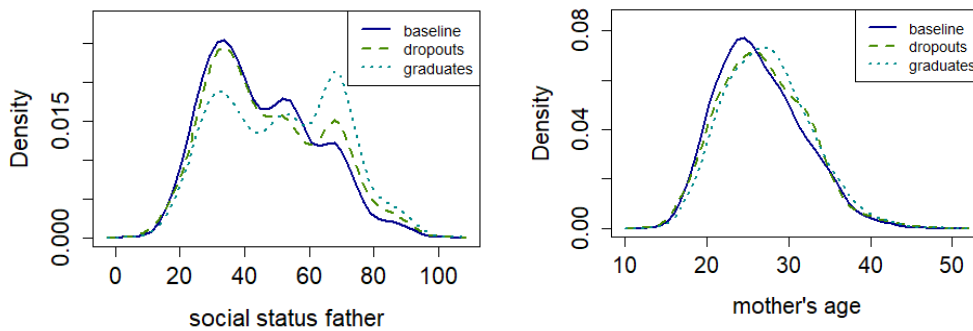 baseline
dropouts
graduates
Density
0.000
0.015
0
20
40
60
80
100
social status father
baseline
dropouts
graduates
Density
0.00
0.04
0.08
10
20
30
40
50
mother's age